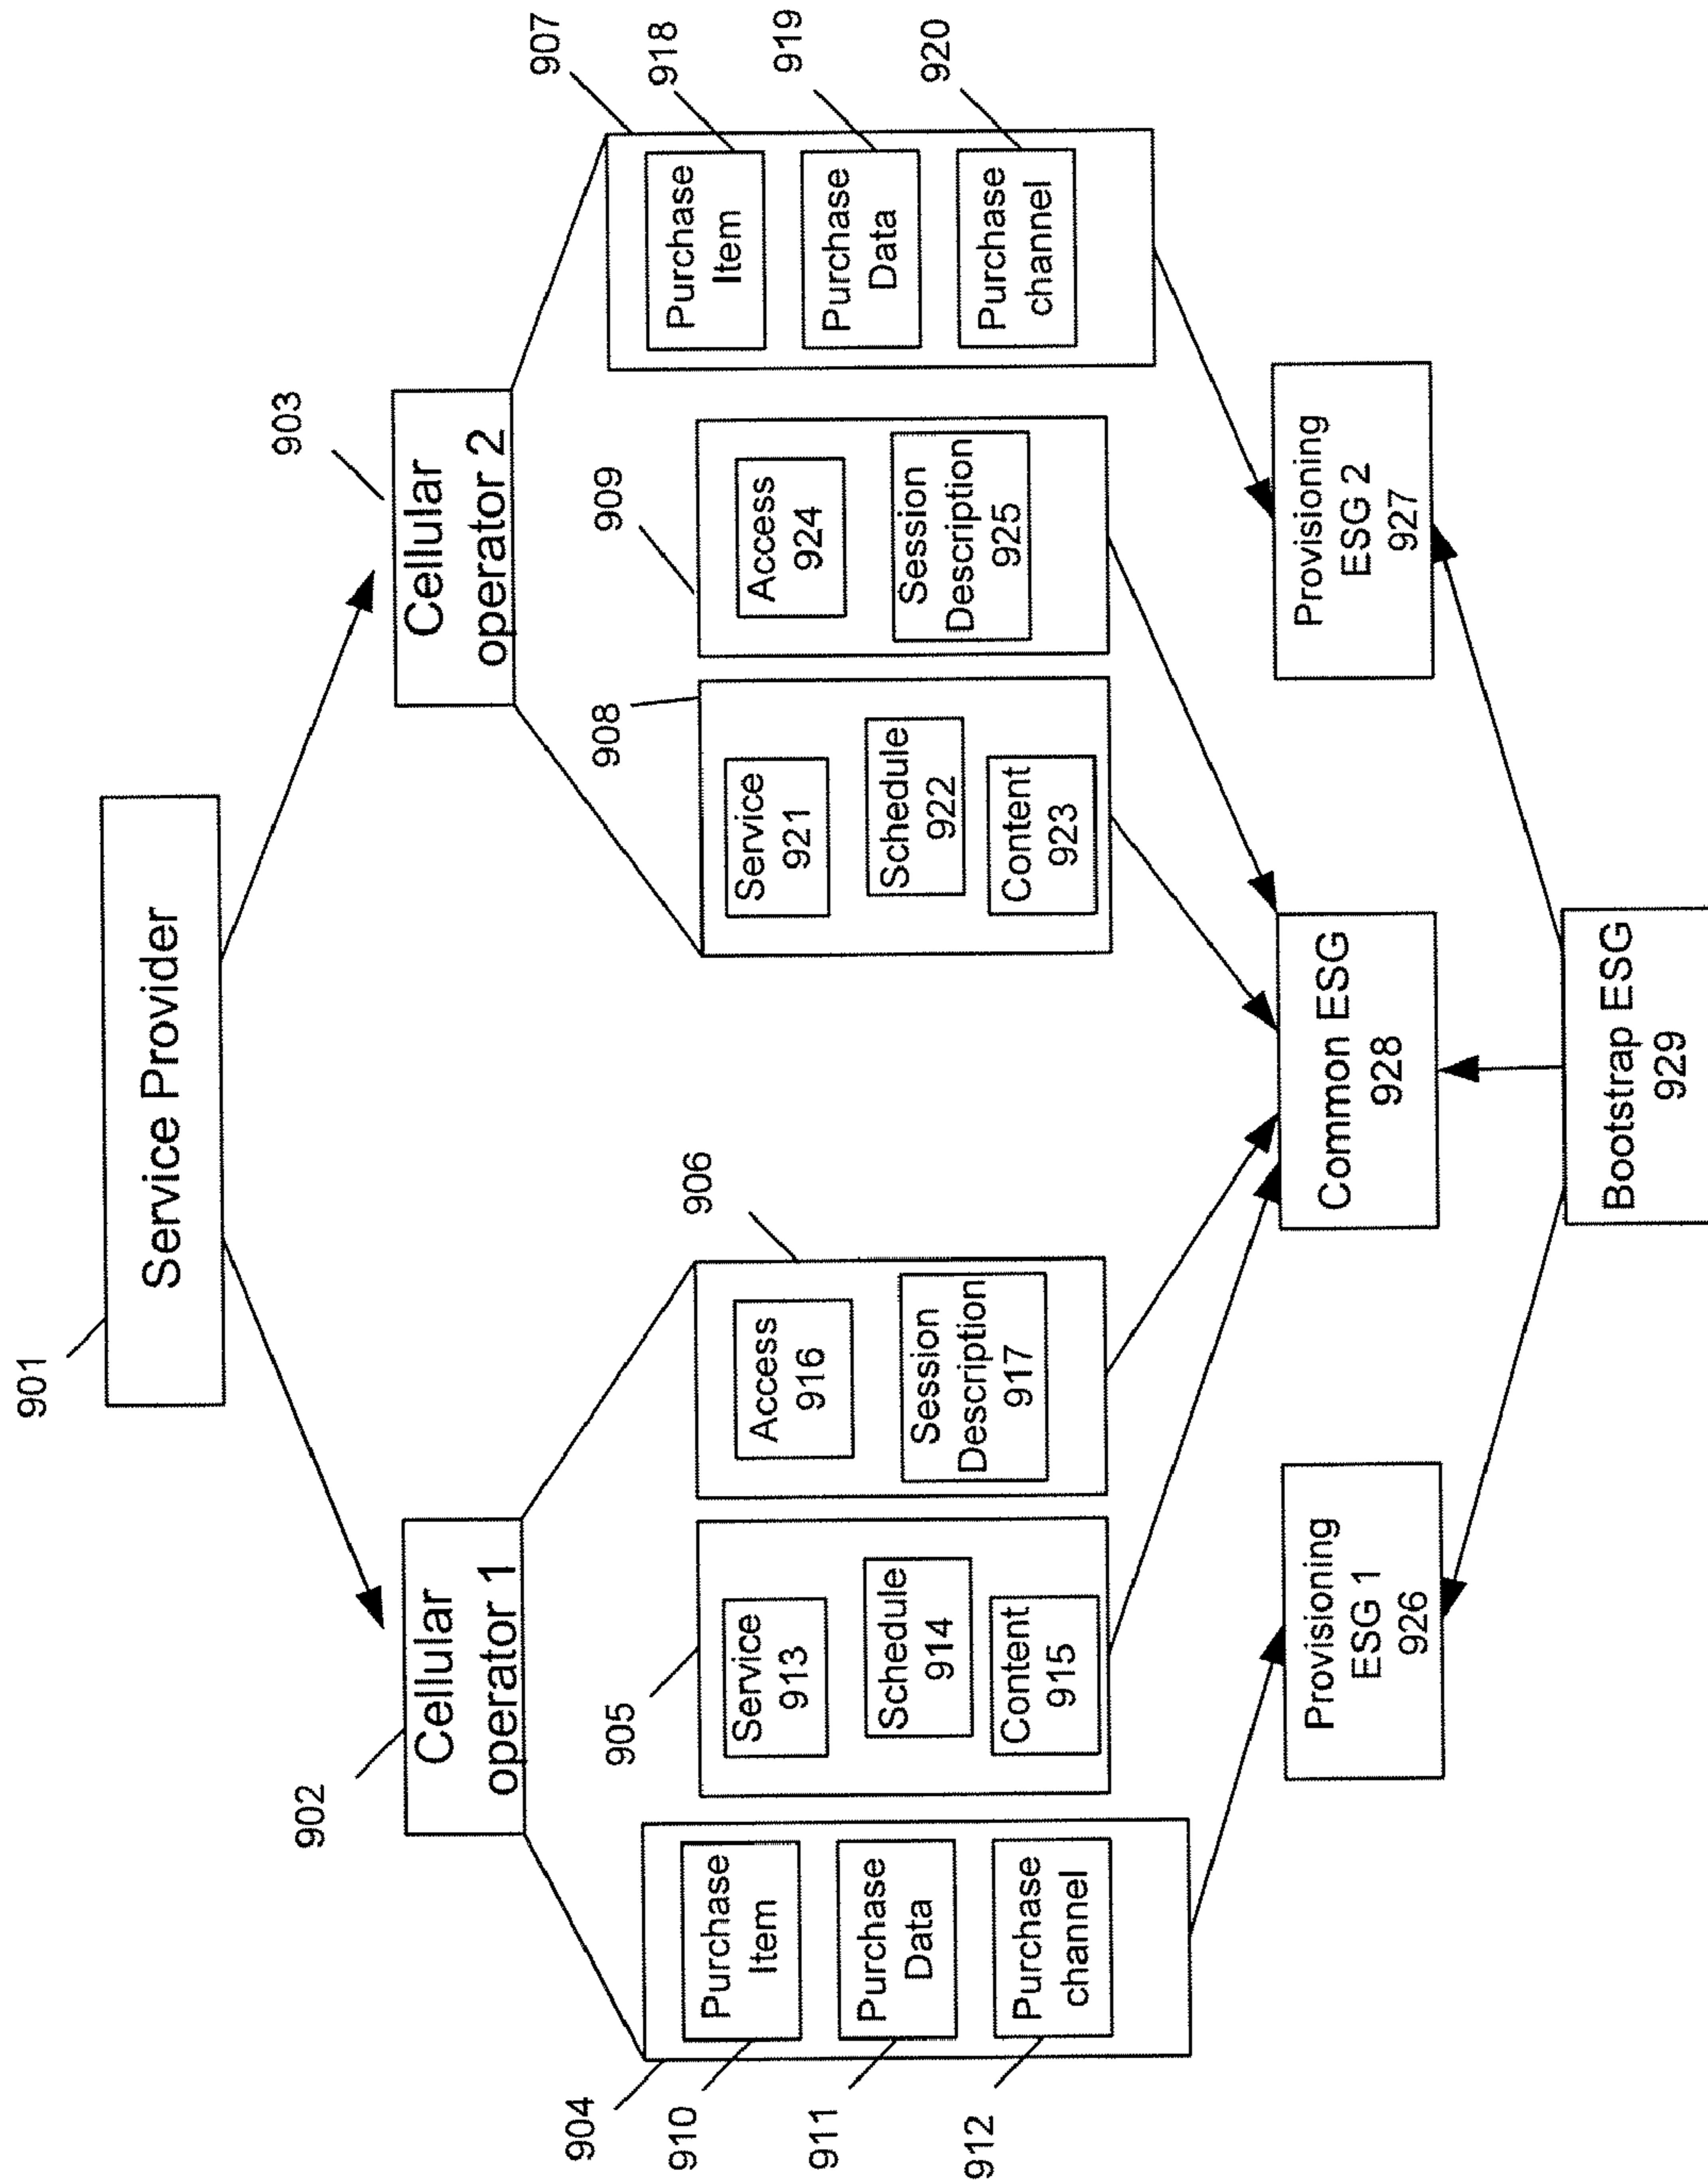 901
Service Provider
902
Cellular
operator 1
903
Cellular
operator 2
904
910
Purchase
Item
911
Purchase
Data
912
Purchase
channel
905
Service
913
Schedule
914
Content
915
906
Access
916
Session
Description
917
908
Service
921
Schedule
922
Content
923
909
Access
924
Session
Description
925
907
918
Purchase
Item
919
Purchase
Data
920
Purchase
channel
Provisioning
ESG 1
926
Common ESG
928
Provisioning
ESG 2
927
Bootstrap ESG
929